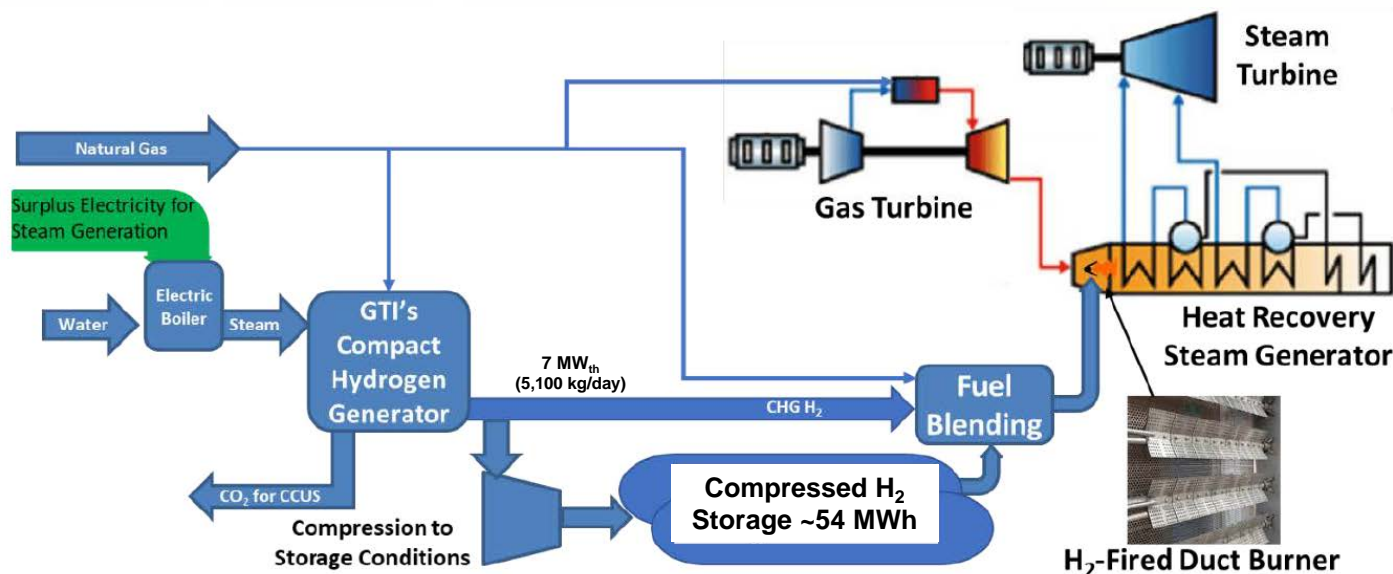 Steam
Turbine
Natural Gas
Gas Turbine
Surplus Electricity for
Steam Generation
Electric
Boiler
Water
Steam
GTI's
Compact
Hydrogen
Generator
Heat Recovery
Steam Generator
7 MWth
(5,100 kg/day)
CHG H2
Fuel
Blending
CO2 for CCUS
Compression to
Storage Conditions
Compressed H2
Storage ~54 MWh
H2-Fired Duct Burner